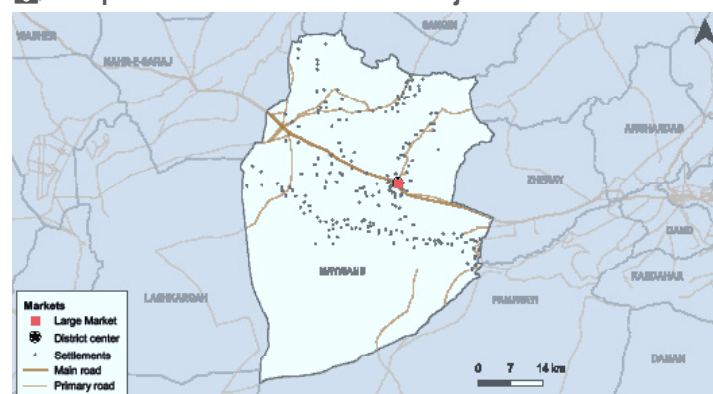 SANGIN
WASHER
NAHR-E-SARAJ
ARGHANDAB
ZHERAY
DAND
KANDAHAR
MAYWAND
LASHKARGAH
PANJWAYI
DAMAN
Markets
Large Market
District center
Settlements
Main road
Primary road
0 7 14 km